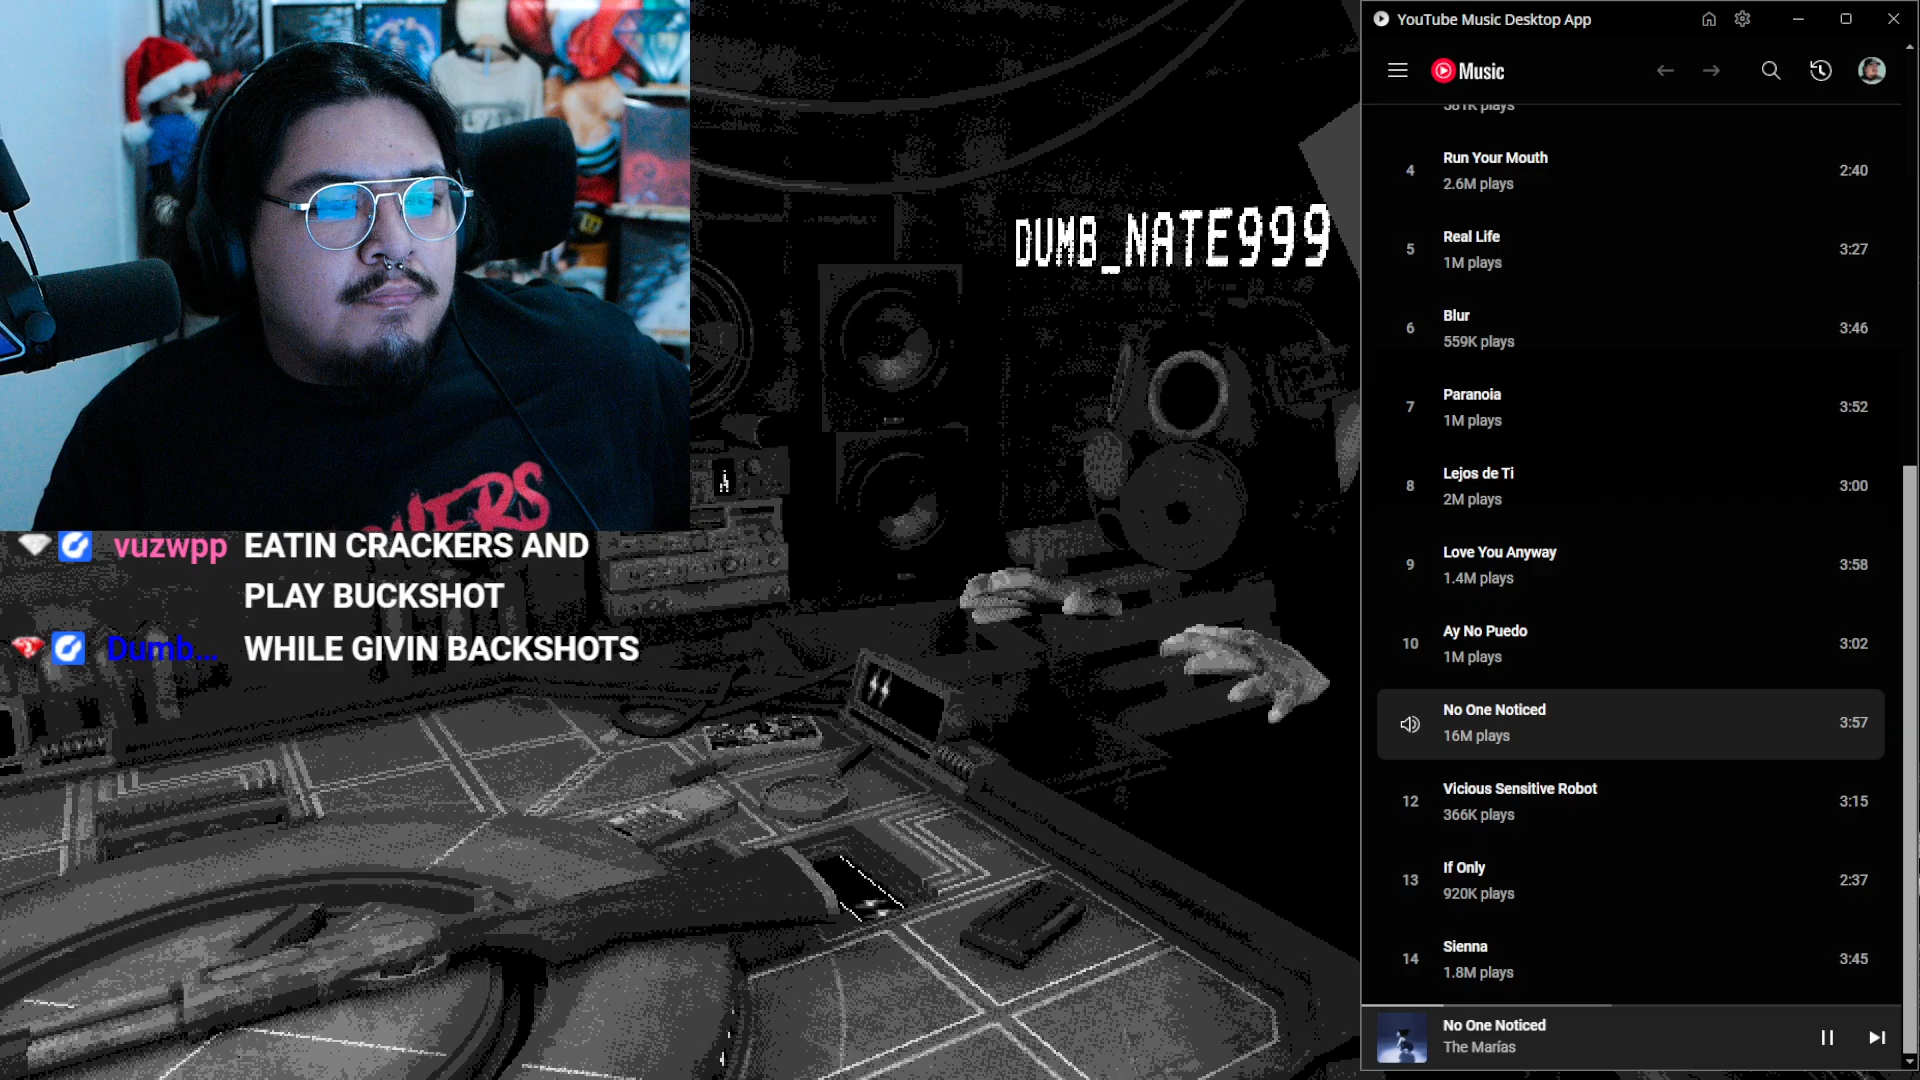 YouTube Music Desktop App
Music
381K plays
4 Run Your Mouth 2:40
2.6M plays
5 Real Life 3:27
1M plays
6 Blur 3:46
559K plays
7 Paranoia 3:52
1M plays
8 Lejos de Ti 3:00
2M plays
9 Love You Anyway 3:58
1.4M plays
10 Ay No Puedo 3:02
1M plays
No One Noticed 3:57
16M plays
12 Vicious Sensitive Robot 3:15
366K plays
13 If Only 2:37
920K plays
14 Sienna 3:45
1.8M plays
No One Noticed
The Marías
DUMB_NATE999
vuzwpp EATIN CRACKERS AND
PLAY BUCKSHOT
Dumb... WHILE GIVIN BACKSHOTS